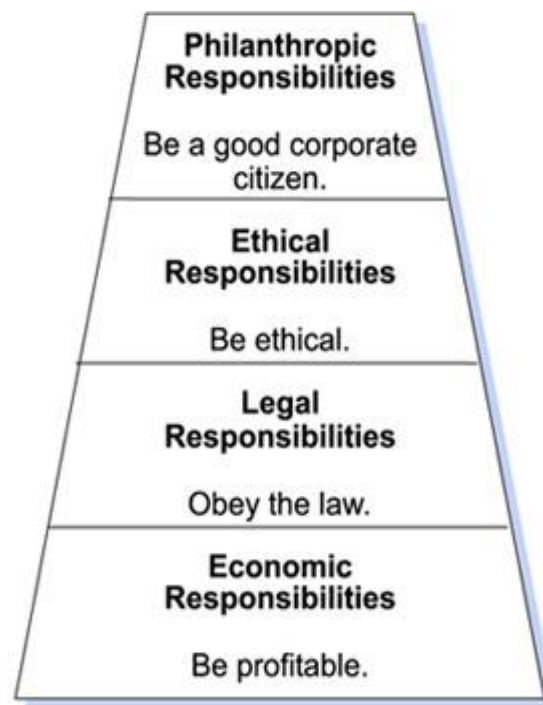 Philanthropic
Responsibilities
Be a good corporate
citizen.
Ethical
Responsibilities
Be ethical.
Legal
Responsibilities
Obey the law.
Economic
Responsibilities
Be profitable.